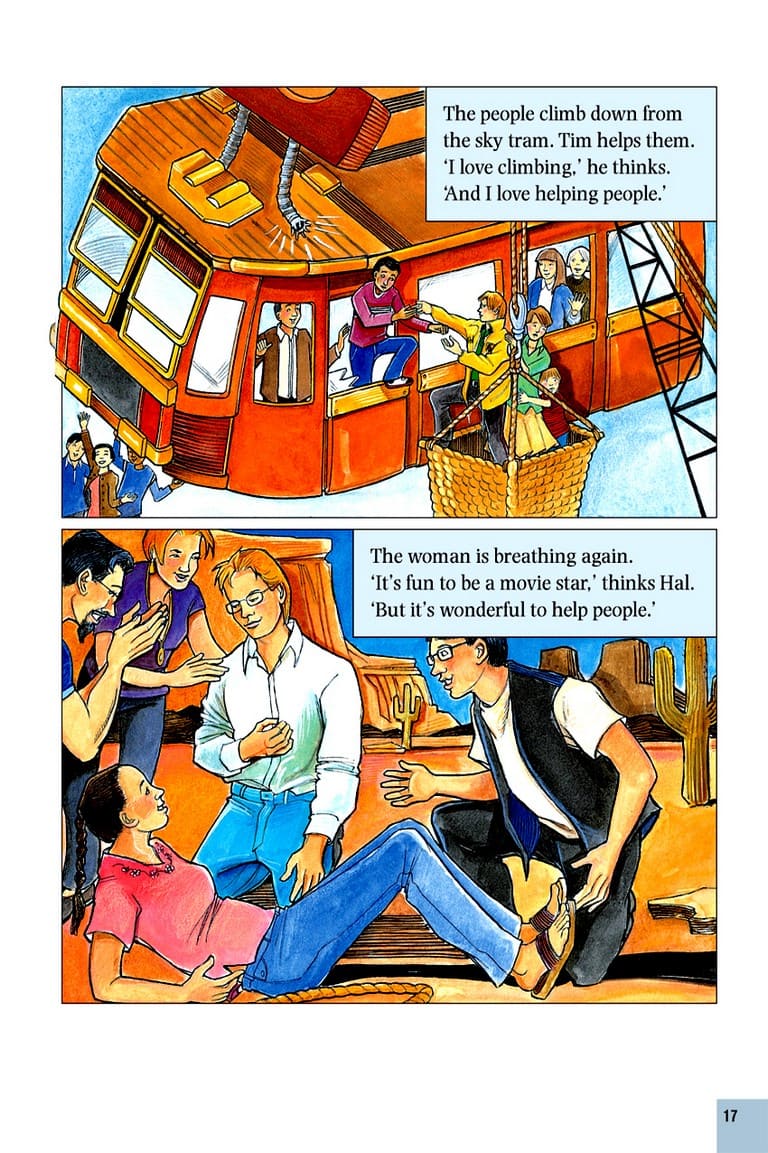 The people climb down from
the sky tram. Tim helps them.
‘I love climbing,’ he thinks.
‘And I love helping people.’
The woman is breathing again.
‘It’s fun to be a movie star,’ thinks Hal.
‘But it’s wonderful to help people.’
17